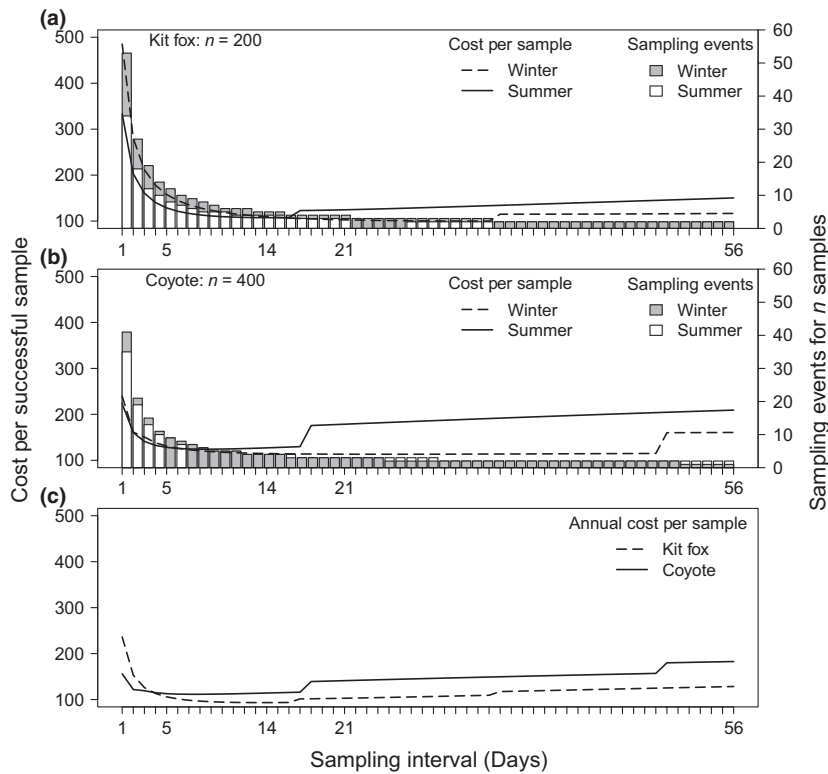 (a)
Kit fox: n = 200
Cost per sample
Winter
Summer
Sampling events
Winter
Summer
500
400
300
200
100
60
50
40
30
20
10
0
1 5 14 21 56
(b)
Coyote: n = 400
Cost per sample
Winter
Summer
Sampling events
Winter
Summer
500
400
300
200
100
60
50
40
30
20
10
0
1 5 14 21 56
(c)
Annual cost per sample
Kit fox
Coyote
500
400
300
200
100
1 5 14 21 56
Cost per successful sample
Sampling events for n samples
Sampling interval (Days)